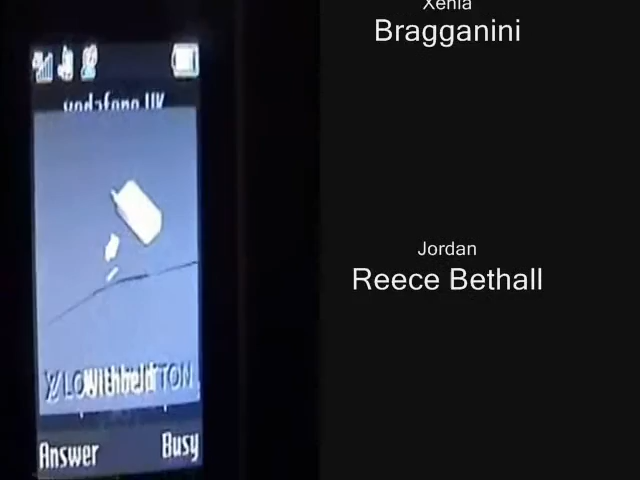 vodafone UK
Withheld
Answer
Busy
Xenia
Bragganini
Jordan
Reece Bethall